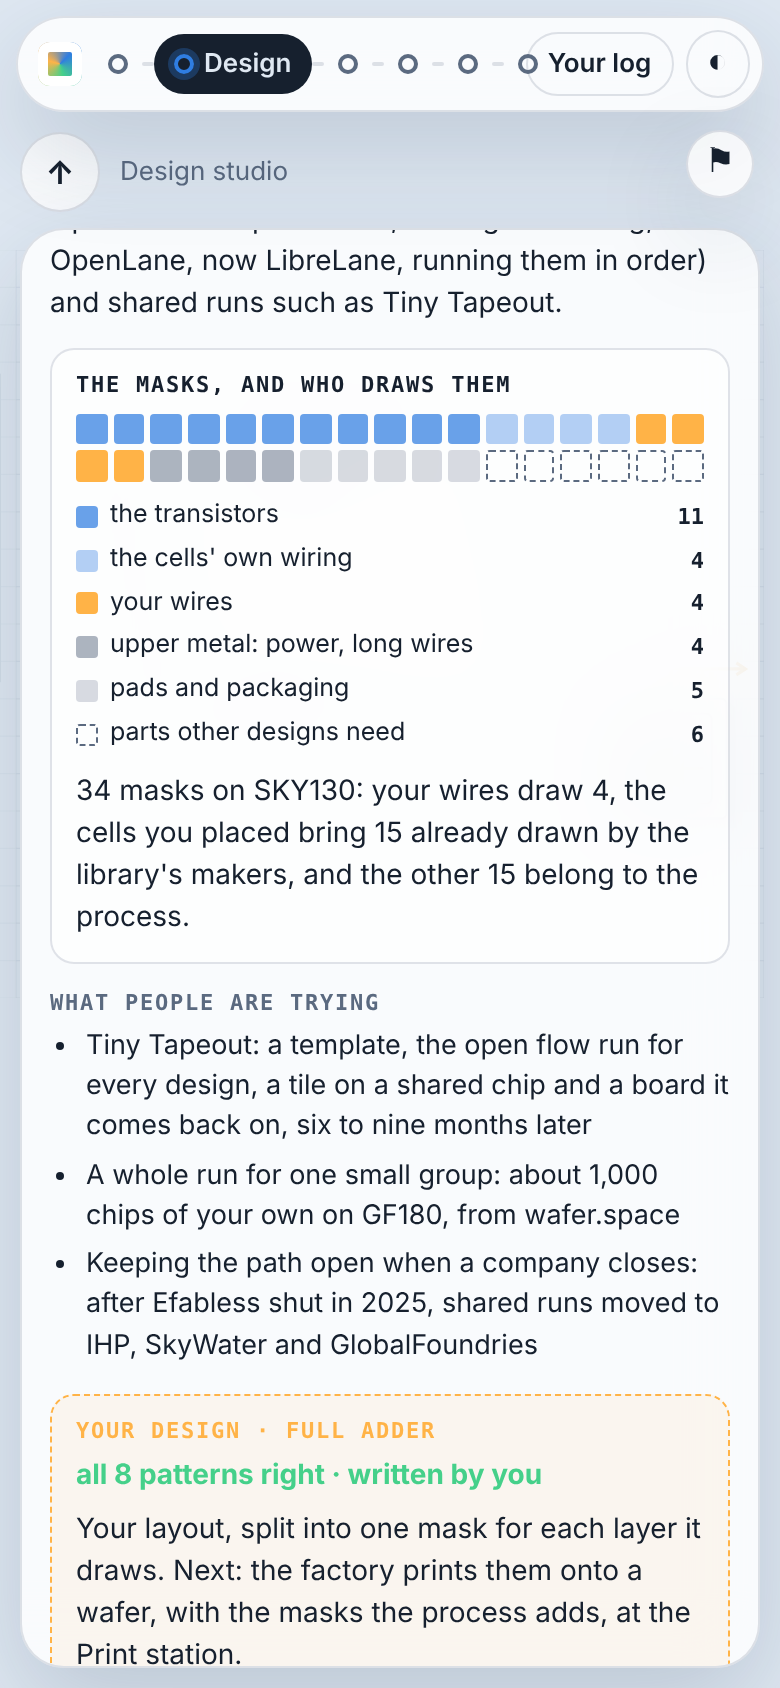 Design
Your log
Design studio
OpenLane, now LibreLane, running them in order)
and shared runs such as Tiny Tapeout.
THE MASKS, AND WHO DRAWS THEM
the transistors 11
the cells' own wiring 4
your wires 4
upper metal: power, long wires 4
pads and packaging 5
parts other designs need 6
34 masks on SKY130: your wires draw 4, the
cells you placed bring 15 already drawn by the
library's makers, and the other 15 belong to the
process.
WHAT PEOPLE ARE TRYING
• Tiny Tapeout: a template, the open flow run for
every design, a tile on a shared chip and a board it
comes back on, six to nine months later
• A whole run for one small group: about 1,000
chips of your own on GF180, from wafer.space
• Keeping the path open when a company closes:
after Efabless shut in 2025, shared runs moved to
IHP, SkyWater and GlobalFoundries
YOUR DESIGN · FULL ADDER
all 8 patterns right · written by you
Your layout, split into one mask for each layer it
draws. Next: the factory prints them onto a
wafer, with the masks the process adds, at the
Print station.